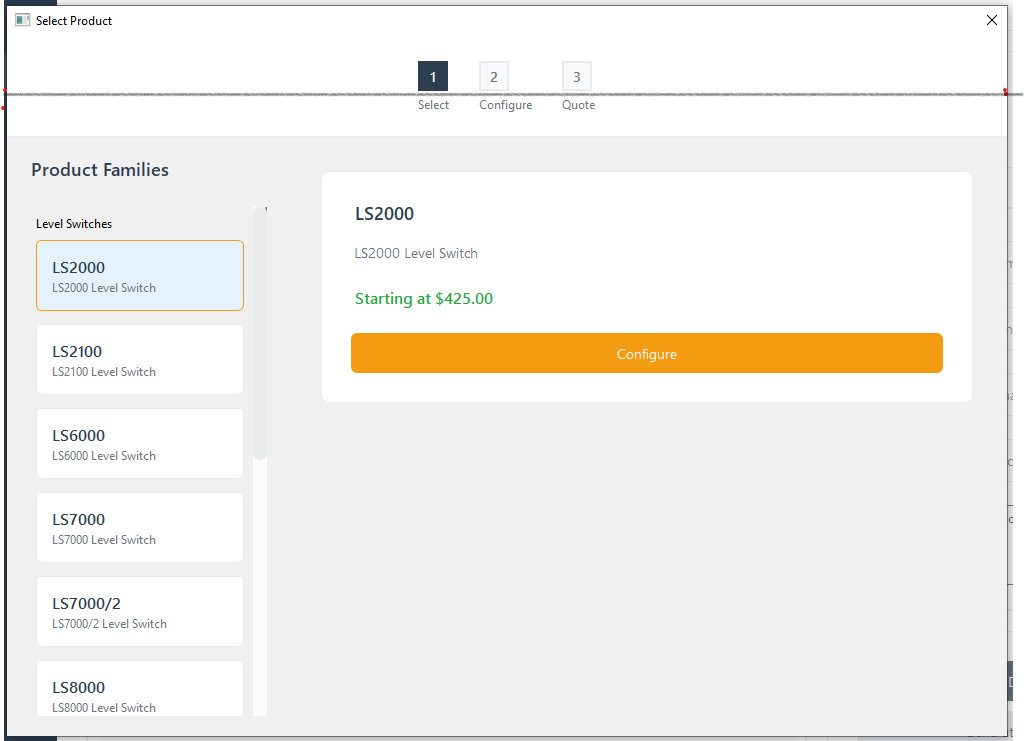 Select Product
1
2
3
Select
Configure
Quote
Product Families
Level Switches
LS2000
LS2000 Level Switch
LS2100
LS2100 Level Switch
LS6000
LS6000 Level Switch
LS7000
LS7000 Level Switch
LS7000/2
LS7000/2 Level Switch
LS8000
LS8000 Level Switch
LS2000
LS2000 Level Switch
Starting at $425.00
Configure